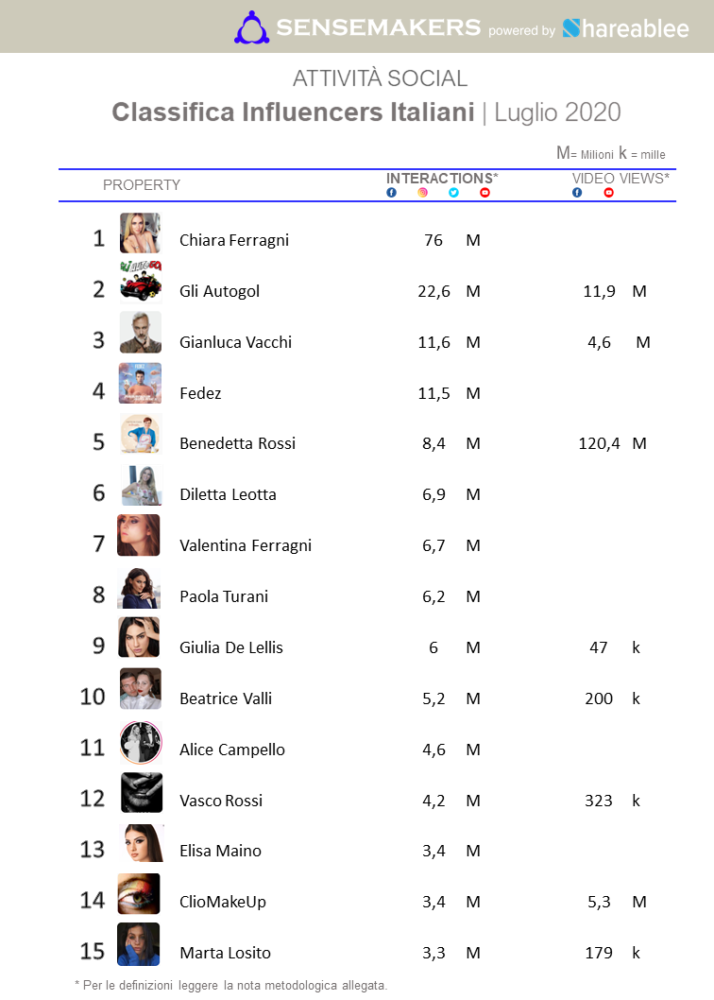 SENSEMAKERS powered by Shareablee
ATTIVITÀ SOCIAL
Classifica Influencers Italiani | Luglio 2020
M= Milioni k = mille
PROPERTY INTERACTIONS* VIDEO VIEWS*
1 Chiara Ferragni 76 M
2 Gli Autogol 22,6 M 11,9 M
3 Gianluca Vacchi 11,6 M 4,6 M
4 Fedez 11,5 M
5 Benedetta Rossi 8,4 M 120,4 M
6 Diletta Leotta 6,9 M
7 Valentina Ferragni 6,7 M
8 Paola Turani 6,2 M
9 Giulia De Lellis 6 M 47 k
10 Beatrice Valli 5,2 M 200 k
11 Alice Campello 4,6 M
12 Vasco Rossi 4,2 M 323 k
13 Elisa Maino 3,4 M
14 ClioMakeUp 3,4 M 5,3 M
15 Marta Losito 3,3 M 179 k
* Per le definizioni leggere la nota metodologica allegata.